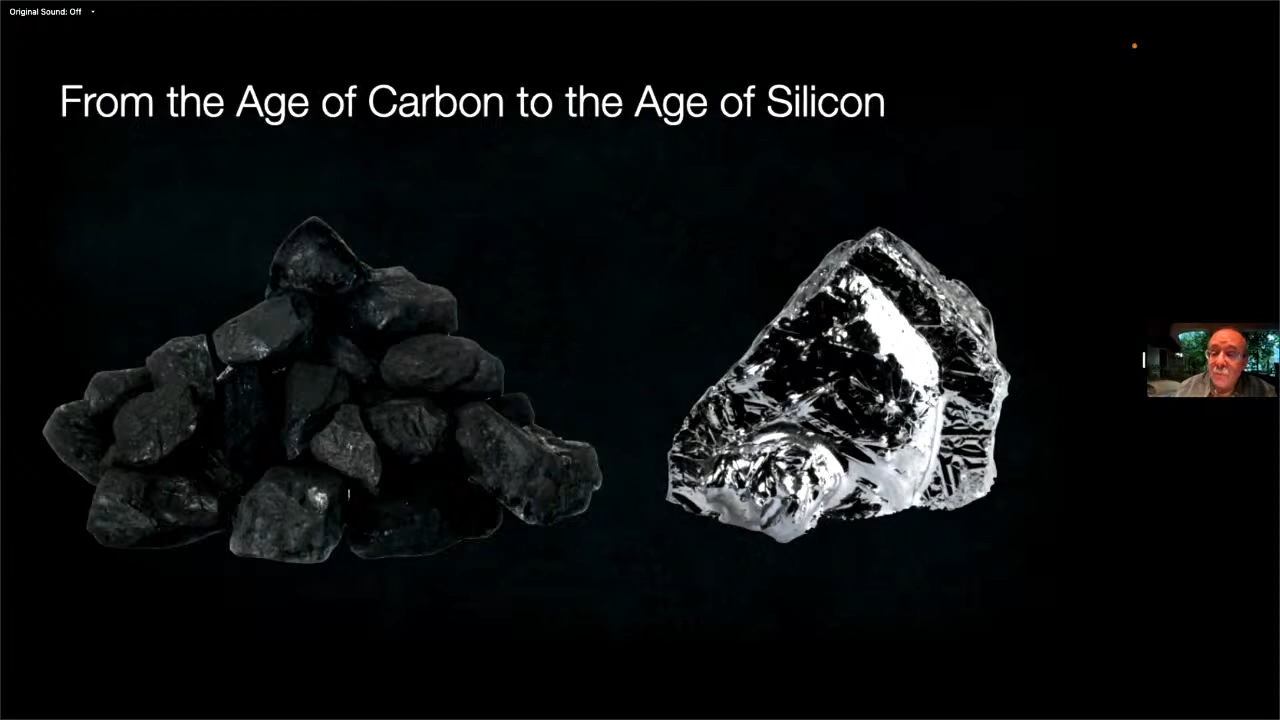 Original Sound: Off
From the Age of Carbon to the Age of Silicon